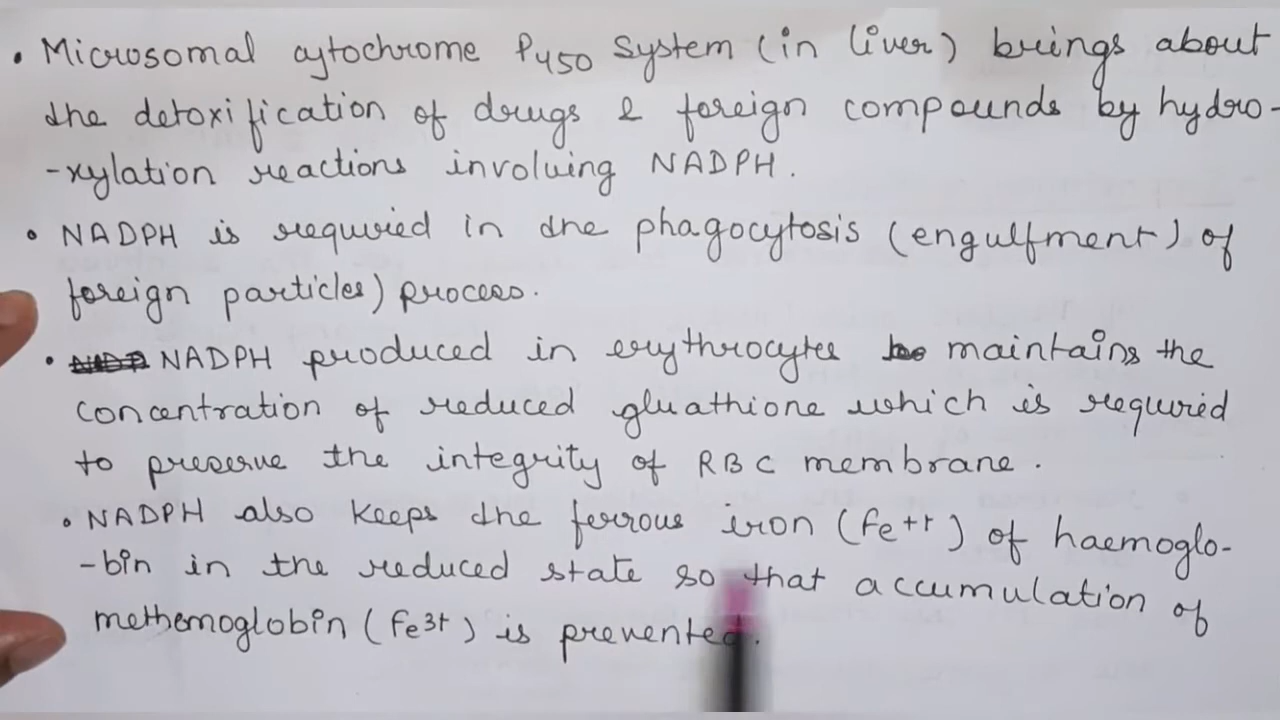 • Microsomal cytochrome P450 system (in liver) brings about
the detoxification of drugs & foreign compounds by hydro-
-xylation reactions involving NADPH.
• NADPH is required in the phagocytosis (engulfment) of
foreign particles) process.
• NADPH produced in erythrocytes maintains the
concentration of reduced gluathione which is required
to preserve the integrity of RBC membrane.
• NADPH also keeps the ferrous iron (Fe++) of haemoglo-
-bin in the reduced state so that accumulation of
methemoglobin (Fe3+) is prevented.